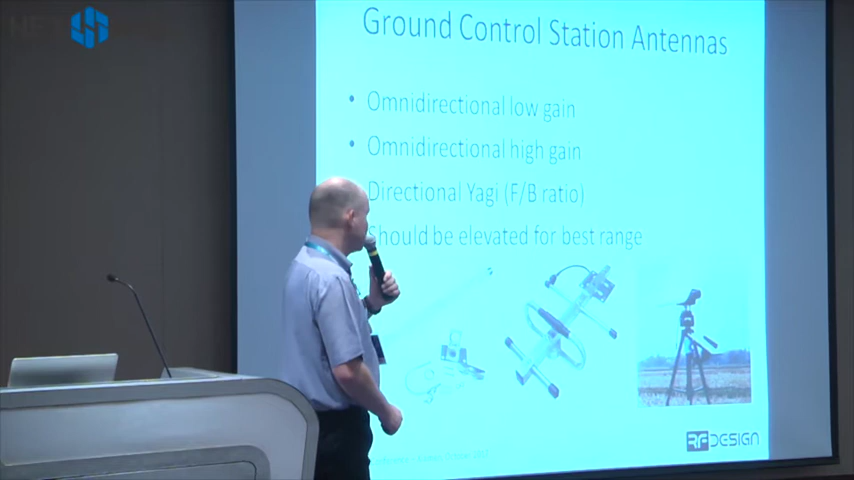 Ground Control Station Antennas
• Omnidirectional low gain
• Omnidirectional high gain
Directional Yagi (F/B ratio)
Should be elevated for best range
RFDESIGN